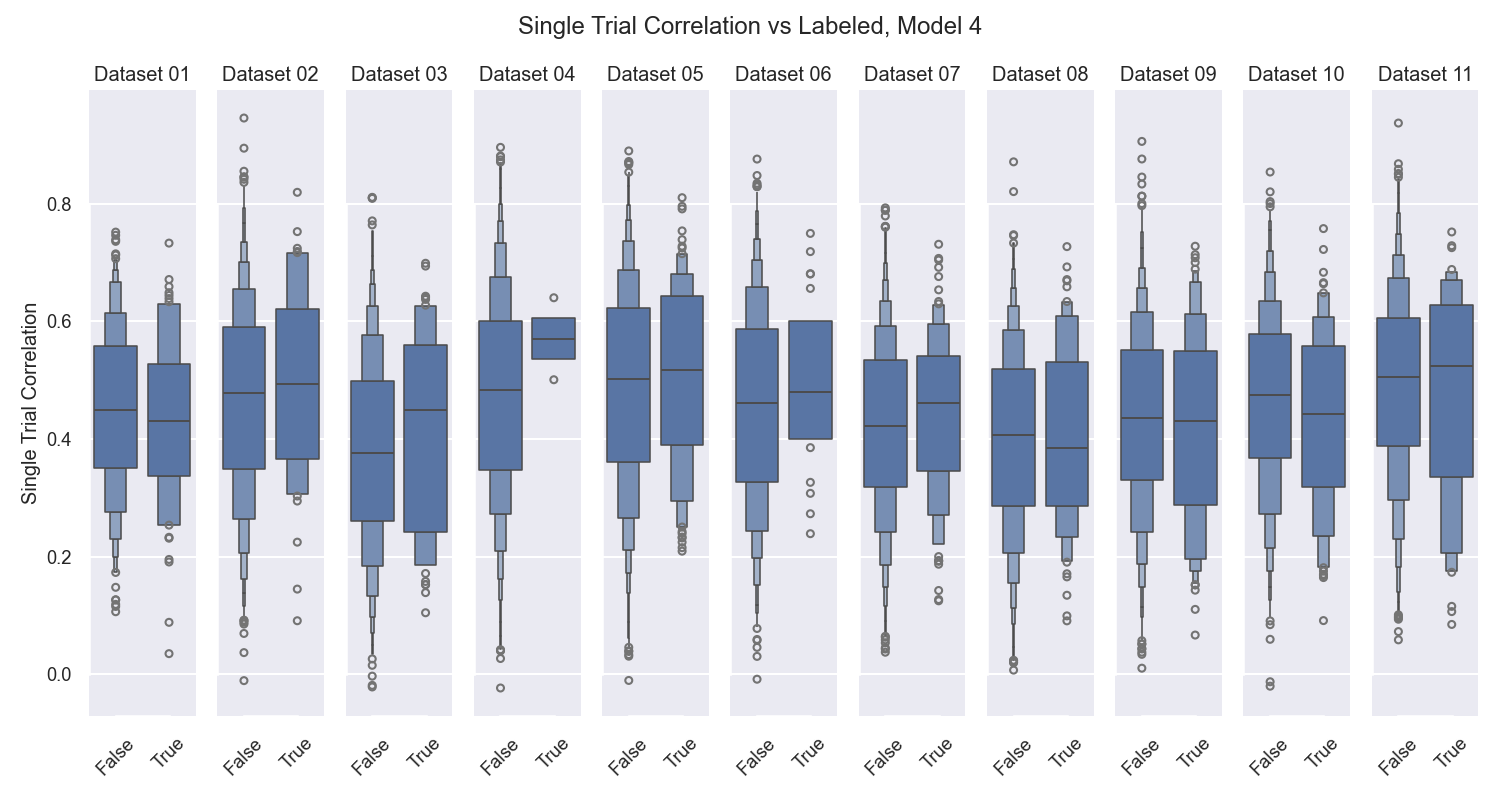 Single Trial Correlation vs Labeled, Model 4
Dataset 01 Dataset 02 Dataset 03 Dataset 04 Dataset 05 Dataset 06 Dataset 07 Dataset 08 Dataset 09 Dataset 10 Dataset 11
Single Trial Correlation
0.8
0.6
0.4
0.2
0.0
False True False True False True False True False True False True False True False True False True False True False True